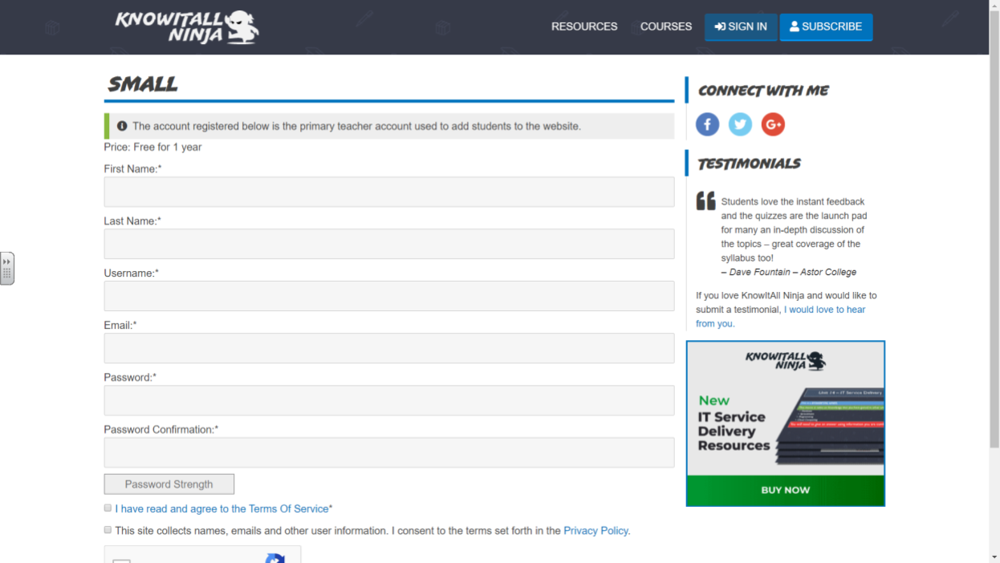 KNOWITALL
NINJA
RESOURCES
COURSES
SIGN IN
SUBSCRIBE
SMALL
The account registered below is the primary teacher account used to add students to the website.
Price: Free for 1 year
First Name:*
Last Name:*
Username:*
Email:*
Password:*
Password Confirmation:*
Password Strength
I have read and agree to the Terms Of Service*
This site collects names, emails and other user information. I consent to the terms set forth in the Privacy Policy.
CONNECT WITH ME
G+
TESTIMONIALS
Students love the instant feedback
and the quizzes are the launch pad
for many an in-depth discussion of
the topics – great coverage of the
syllabus too!
– Dave Fountain – Astor College
If you love KnowItAll Ninja and would like to
submit a testimonial, I would love to hear
from you.
KNOWITALL
NINJA
New
IT Service
Delivery
Resources
Unit 14 – IT Service Delivery
BUY NOW